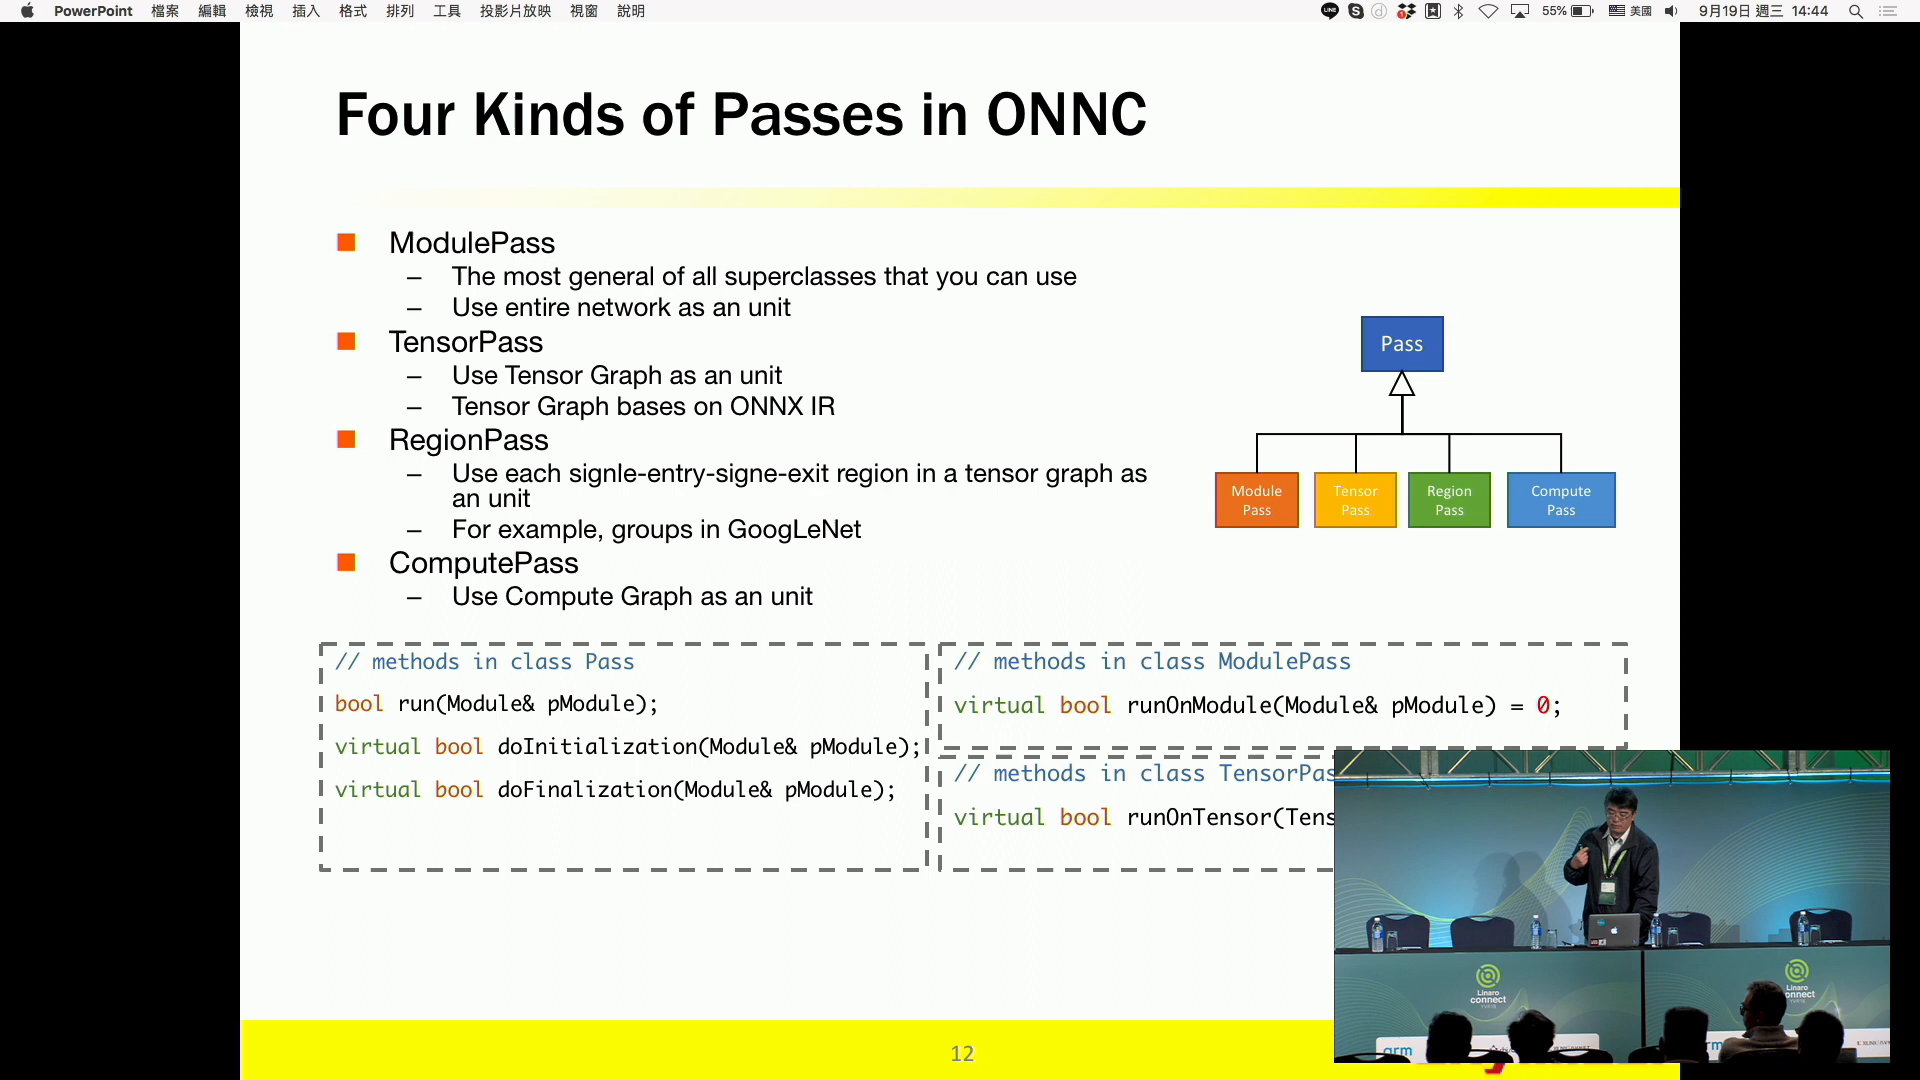 PowerPoint 檔案 編輯 檢視 插入 格式 排列 工具 投影片放映 視窗 說明 55% 美國 9月19日 週三 14:44
Four Kinds of Passes in ONNC
ModulePass
– The most general of all superclasses that you can use
– Use entire network as an unit
TensorPass
– Use Tensor Graph as an unit
– Tensor Graph bases on ONNX IR
RegionPass
– Use each signle-entry-signe-exit region in a tensor graph as
an unit
– For example, groups in GoogLeNet
ComputePass
– Use Compute Graph as an unit
Pass
Module
Pass
Tensor
Pass
Region
Pass
Compute
Pass
// methods in class Pass
bool run(Module& pModule);
virtual bool doInitialization(Module& pModule);
virtual bool doFinalization(Module& pModule);
// methods in class ModulePass
virtual bool runOnModule(Module& pModule) = 0;
// methods in class TensorPas
virtual bool runOnTensor(Tens
Linaro
connect
Linaro
connect
arm
12